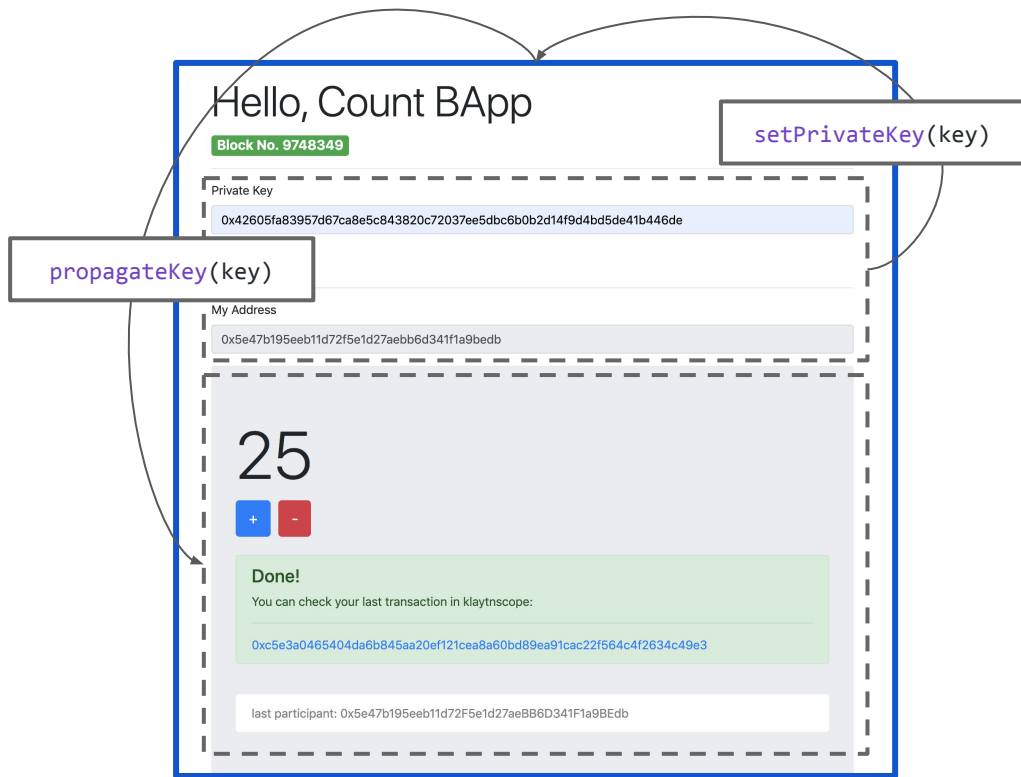 Hello, Count BApp
Block No. 9748349
setPrivateKey(key)
Private Key
0x42605fa83957d67ca8e5c843820c72037ee5dbc6b0b2d14f9d4bd5de41b446de
propagateKey(key)
My Address
0x5e47b195eeb11d72f5e1d27aebb6d341f1a9bedb
25
+ -
Done!
You can check your last transaction in klaytnscope:
0xc5e3a0465404da6b845aa20ef121cea8a60bd89ea91cac22f564c4f2634c49e3
last participant: 0x5e47b195eeb11d72F5e1d27aeBB6D341F1a9BEdb